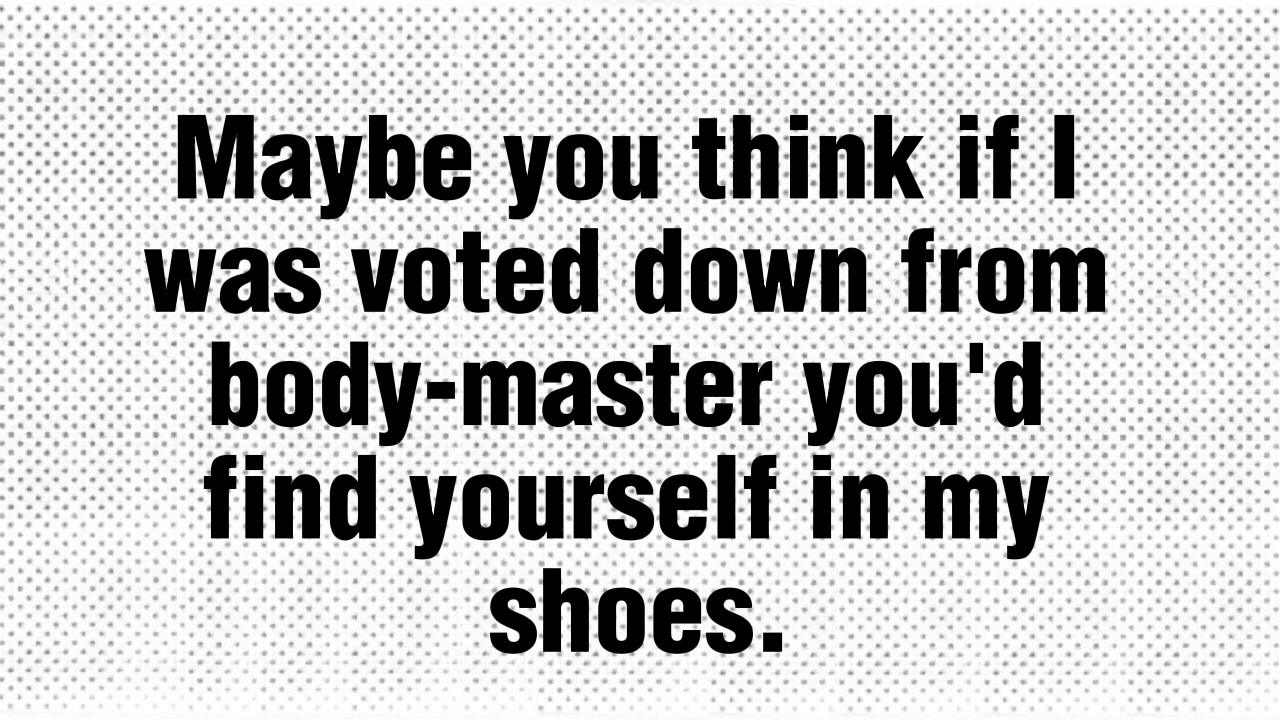 Maybe you think if I
was voted down from
body-master you'd
find yourself in my
shoes.